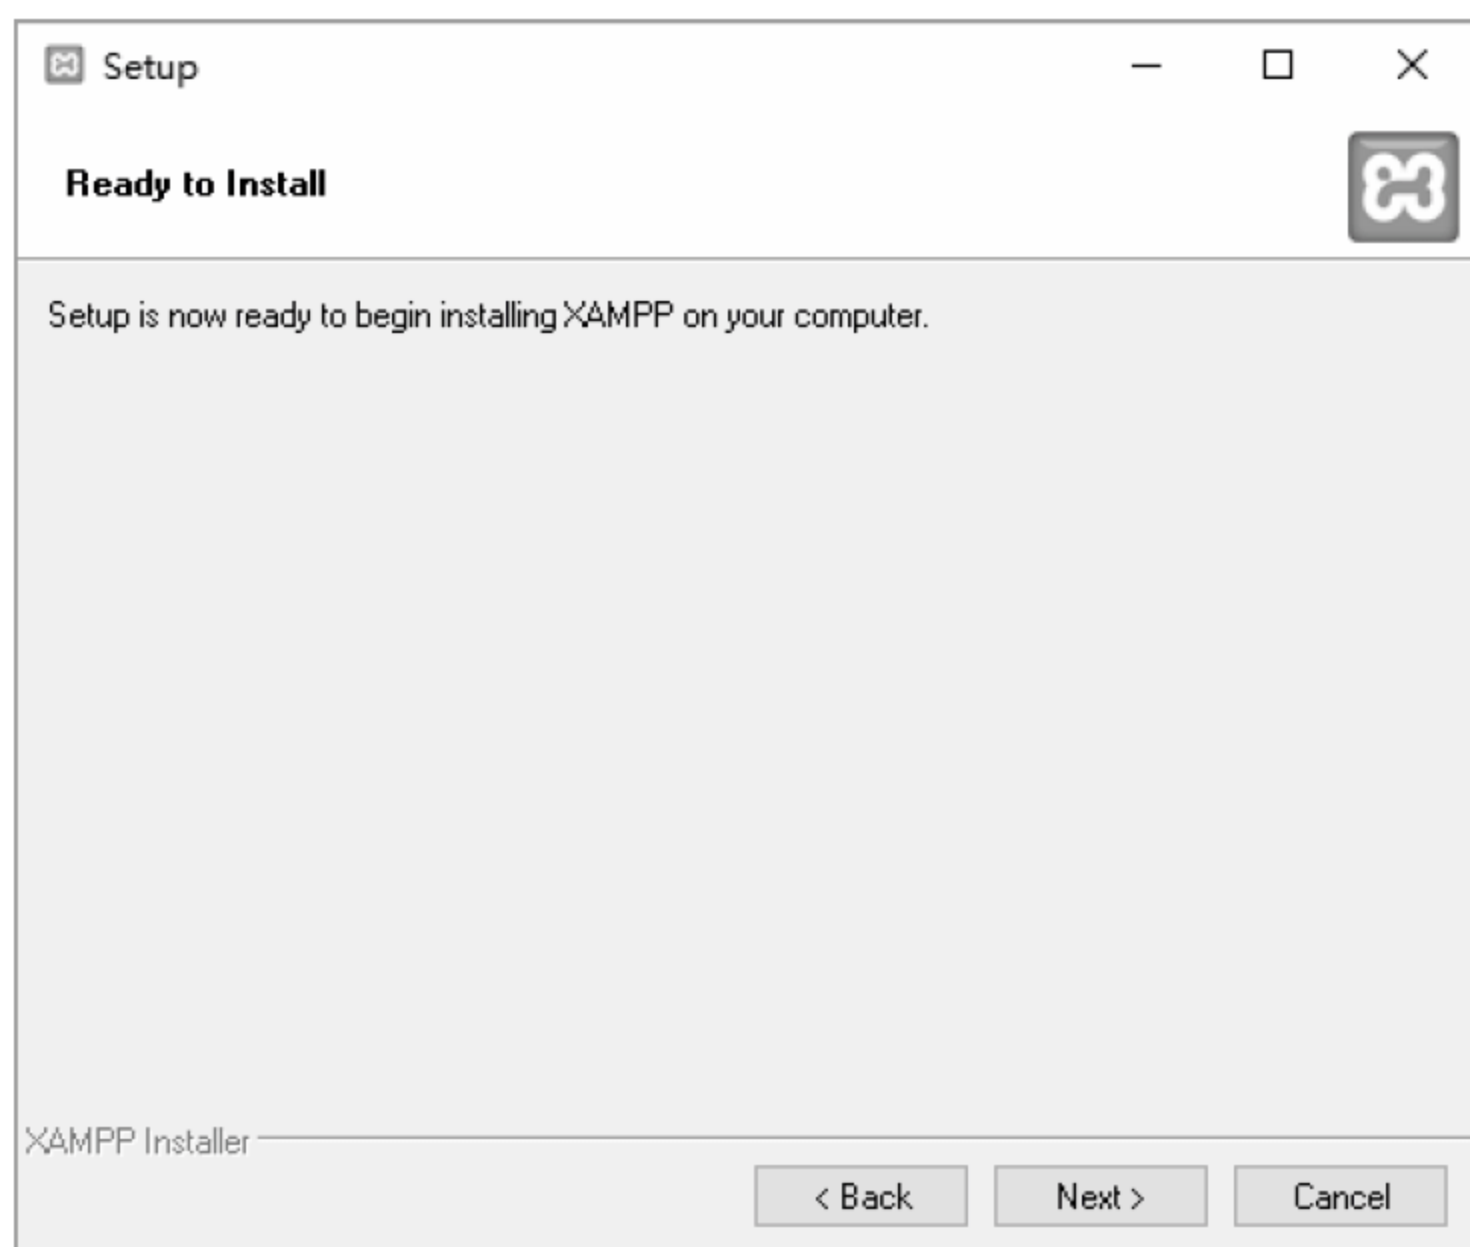 Setup
Ready to Install
Setup is now ready to begin installing XAMPP on your computer.
XAMPP Installer
< Back
Next >
Cancel